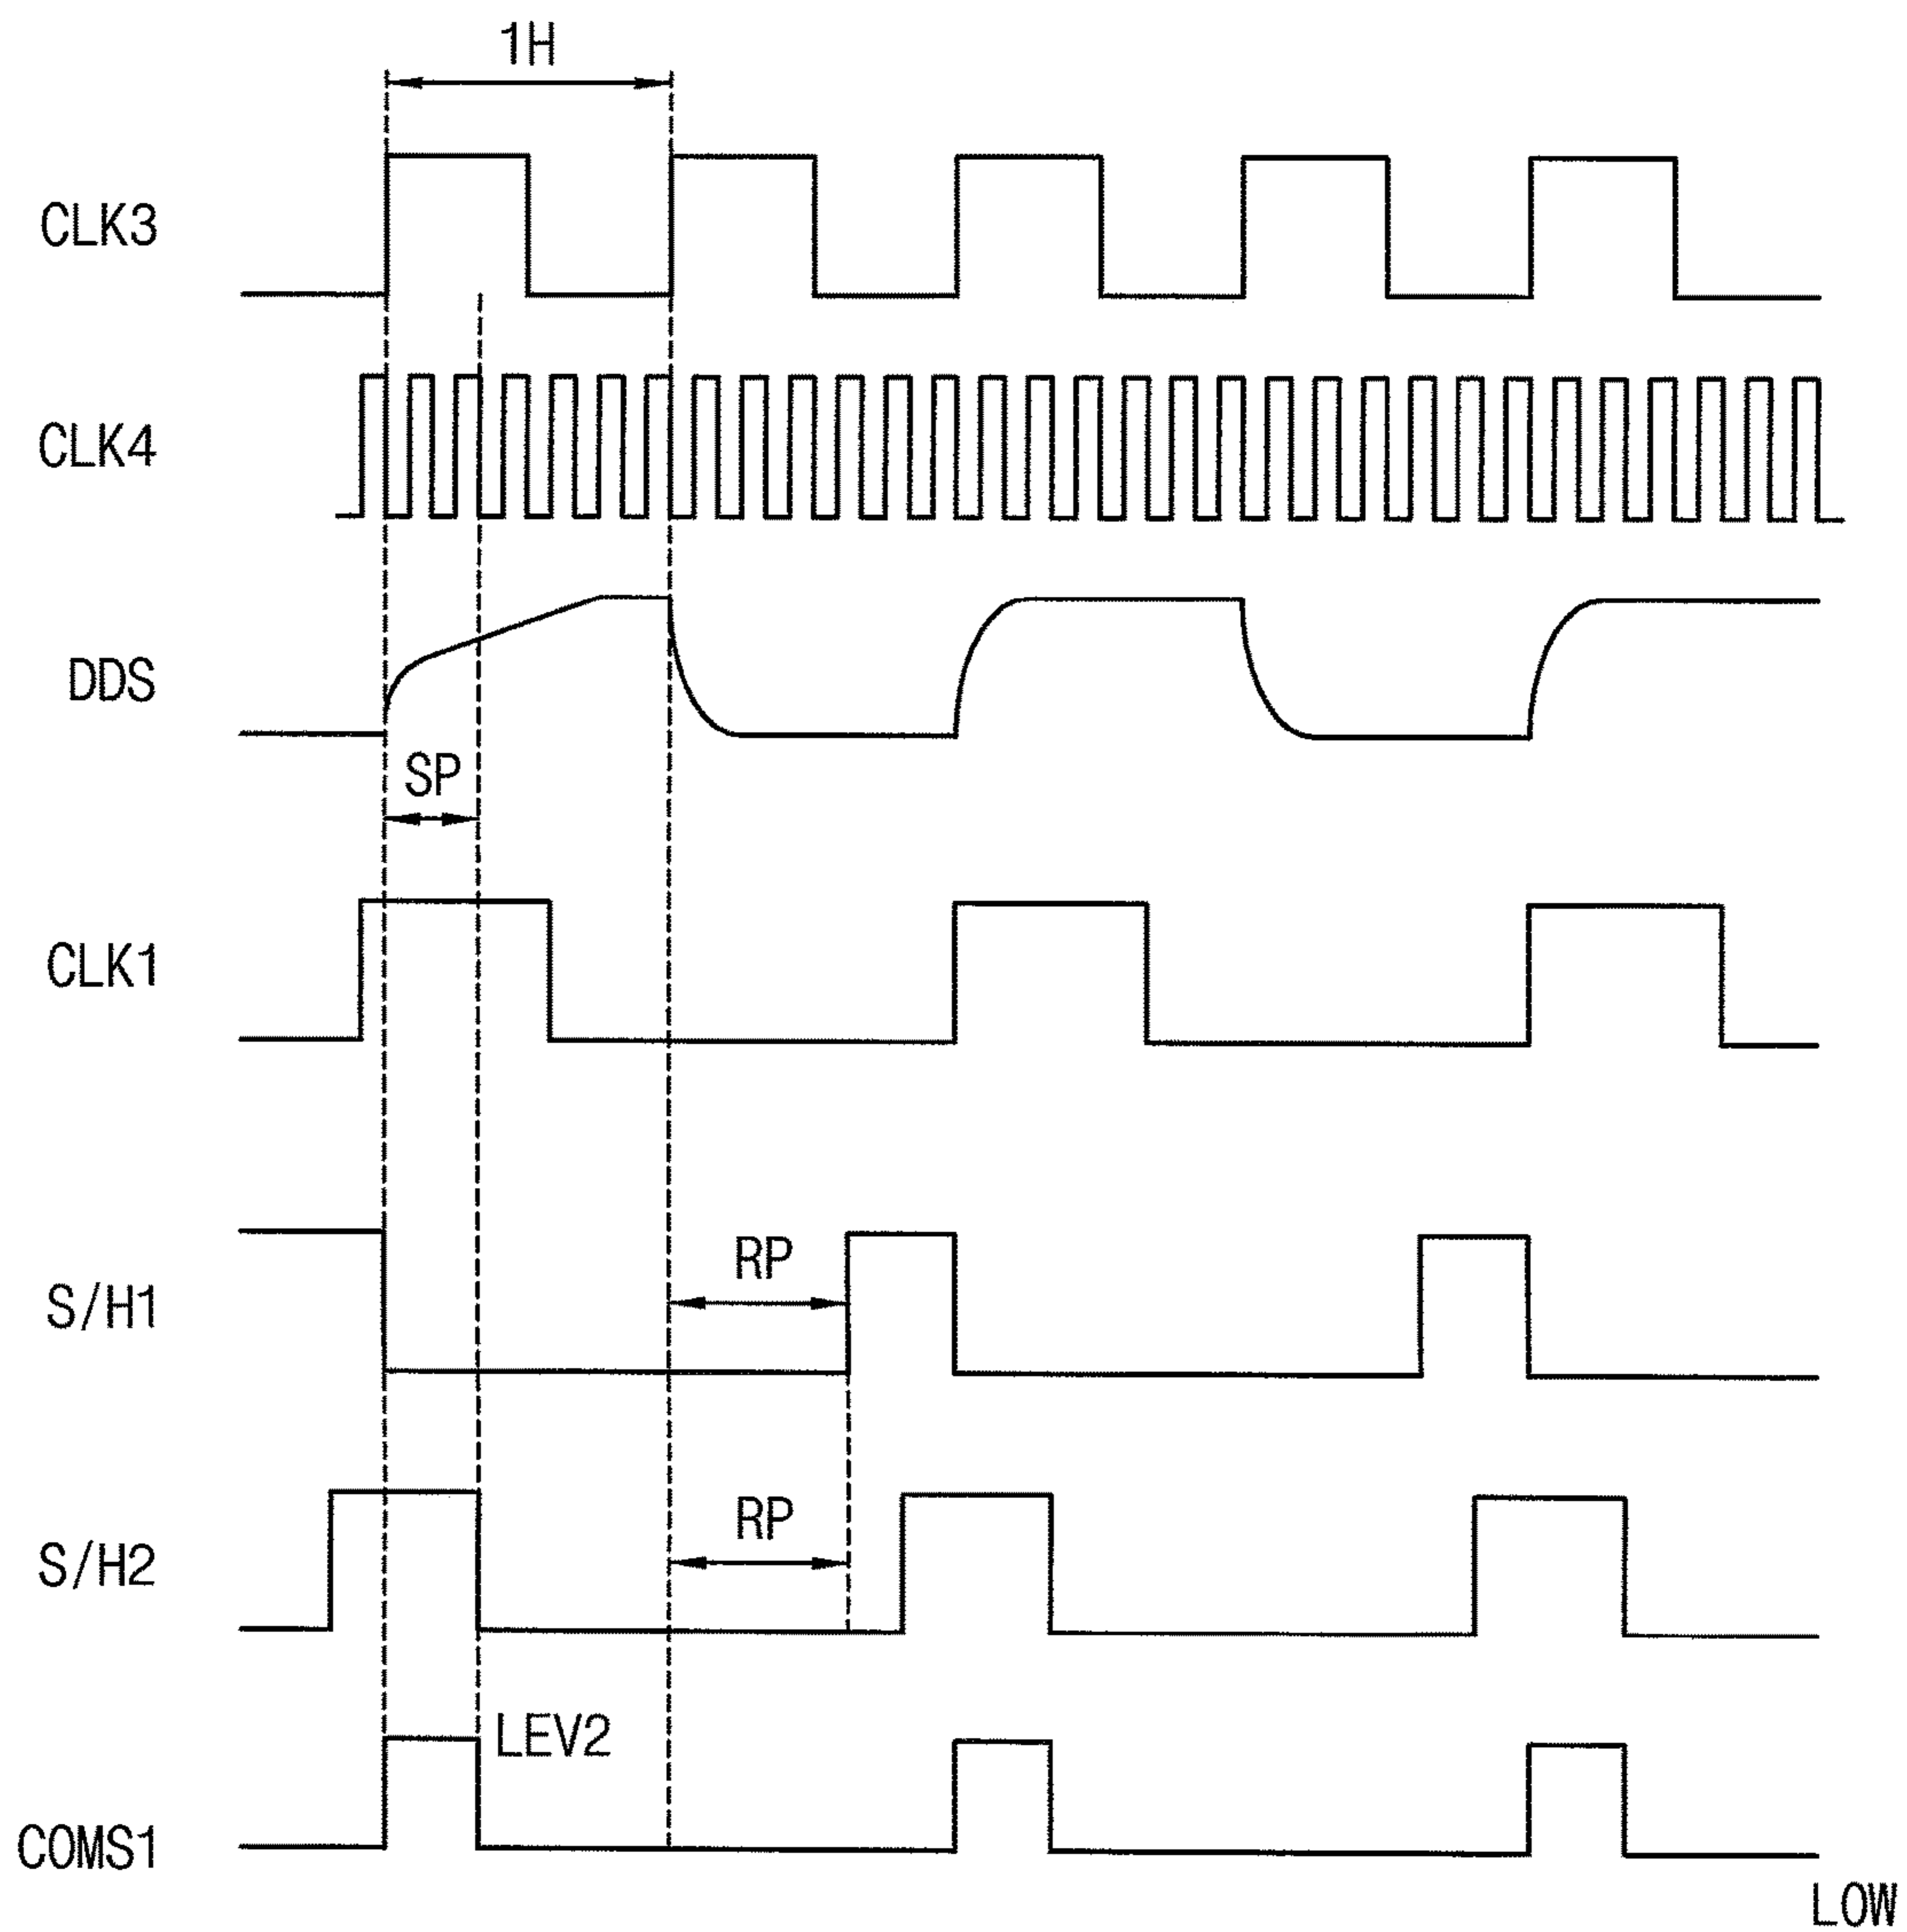 1H
CLK3
CLK4
DDS
SP
CLK1
RP
S/H1
RP
S/H2
LEV2
COMS1
LOW